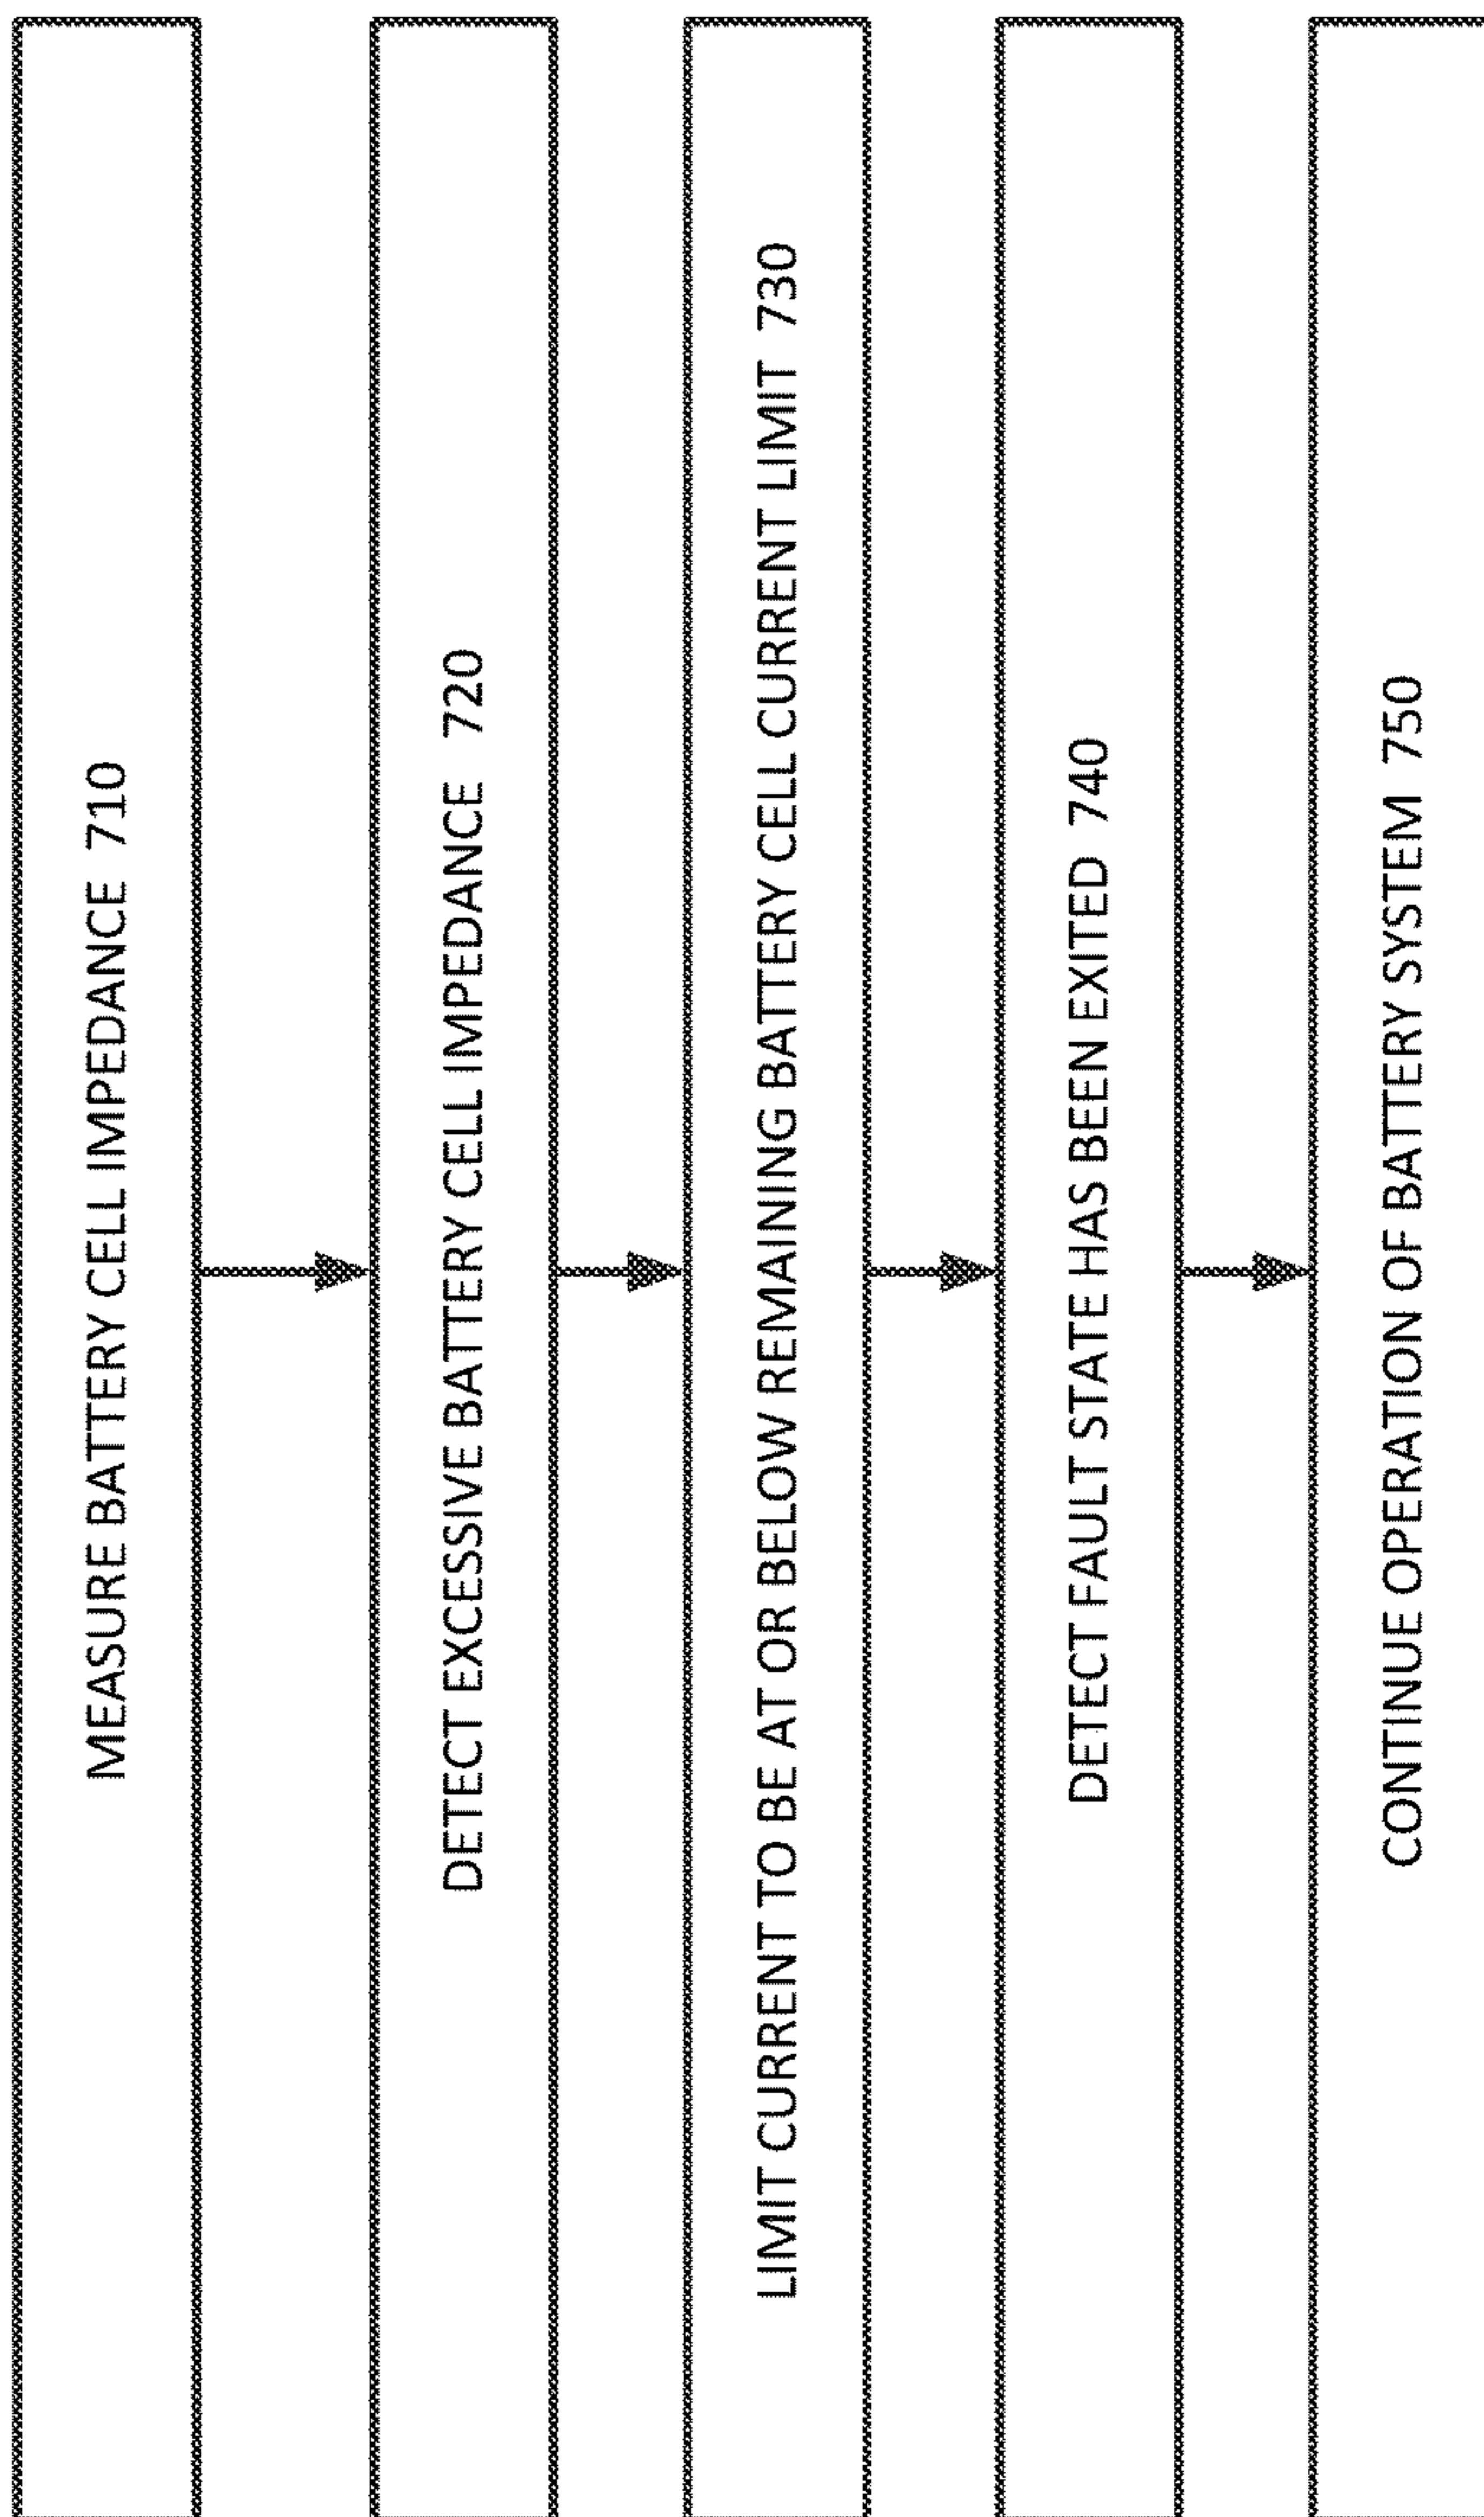 MEASURE BATTERY CELL IMPEDANCE 710
DETECT EXCESSIVE BATTERY CELL IMPEDANCE 720
LIMIT CURRENT TO BE AT OR BELOW REMAINING BATTERY CELL CURRENT LIMIT 730
DETECT FAULT STATE HAS BEEN EXITED 740
CONTINUE OPERATION OF BATTERY SYSTEM 750